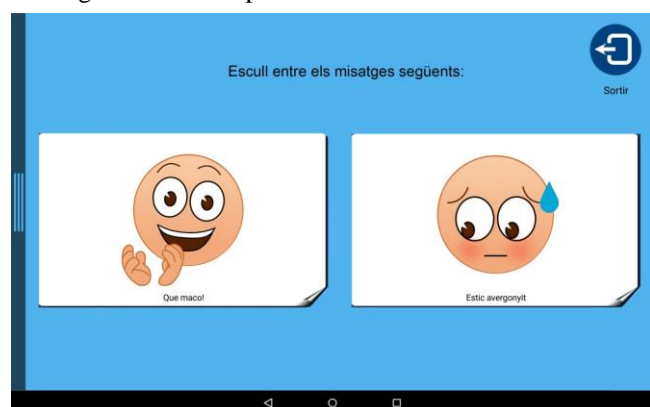 Escull entre els misatges següents:
Sortir
Que maco!
Estic avergonyit